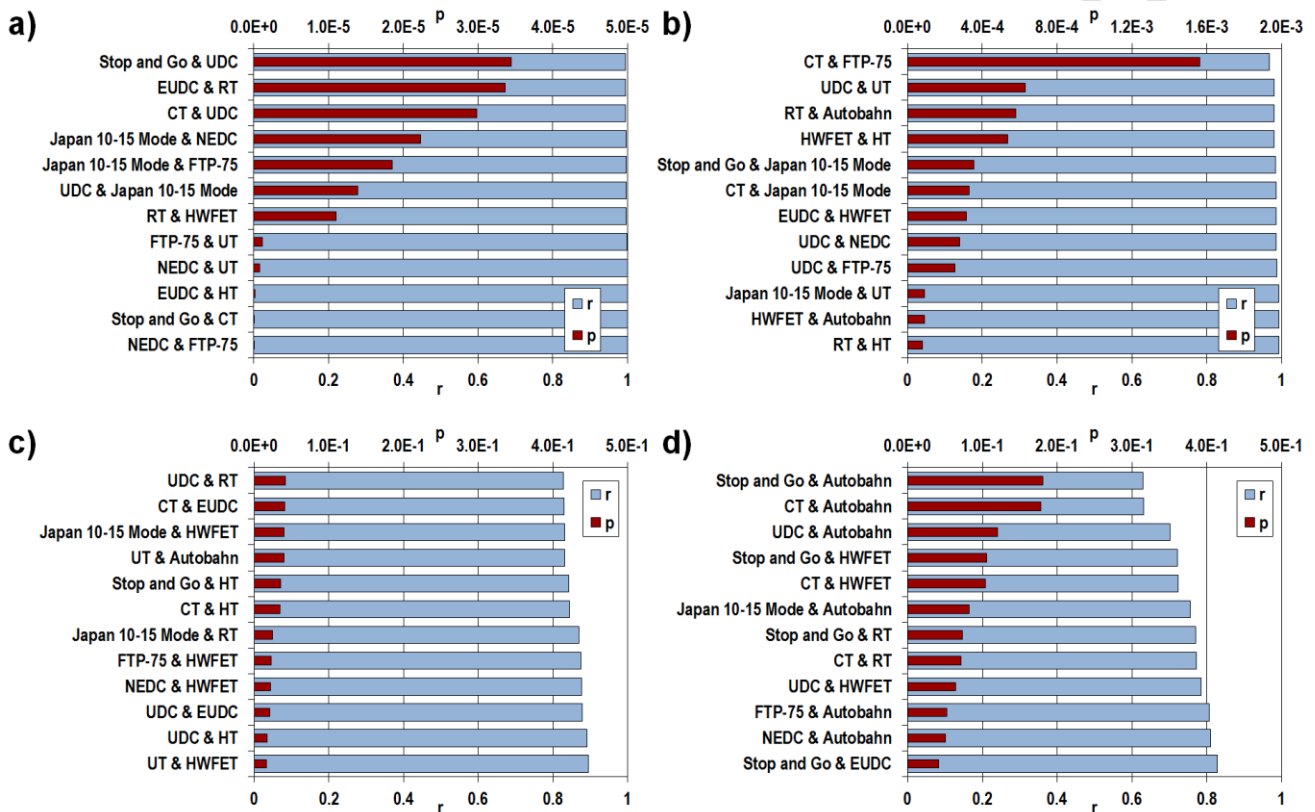 a)
p
0.0E+0 1.0E-5 2.0E-5 3.0E-5 4.0E-5 5.0E-5
Stop and Go & UDC
EUDC & RT
CT & UDC
Japan 10-15 Mode & NEDC
Japan 10-15 Mode & FTP-75
UDC & Japan 10-15 Mode
RT & HWFET
FTP-75 & UT
NEDC & UT
EUDC & HT
Stop and Go & CT
NEDC & FTP-75
r
p
0 0.2 0.4 0.6 0.8 1
r
b)
p
0.0E+0 4.0E-4 8.0E-4 1.2E-3 1.6E-3 2.0E-3
CT & FTP-75
UDC & UT
RT & Autobahn
HWFET & HT
Stop and Go & Japan 10-15 Mode
CT & Japan 10-15 Mode
EUDC & HWFET
UDC & NEDC
UDC & FTP-75
Japan 10-15 Mode & UT
HWFET & Autobahn
RT & HT
r
p
0 0.2 0.4 0.6 0.8 1
r
c)
p
0.0E+0 1.0E-1 2.0E-1 3.0E-1 4.0E-1 5.0E-1
UDC & RT
CT & EUDC
Japan 10-15 Mode & HWFET
UT & Autobahn
Stop and Go & HT
CT & HT
Japan 10-15 Mode & RT
FTP-75 & HWFET
NEDC & HWFET
UDC & EUDC
UDC & HT
UT & HWFET
r
p
0 0.2 0.4 0.6 0.8 1
r
d)
p
0.0E+0 1.0E-1 2.0E-1 3.0E-1 4.0E-1 5.0E-1
Stop and Go & Autobahn
CT & Autobahn
UDC & Autobahn
Stop and Go & HWFET
CT & HWFET
Japan 10-15 Mode & Autobahn
Stop and Go & RT
CT & RT
UDC & HWFET
FTP-75 & Autobahn
NEDC & Autobahn
Stop and Go & EUDC
r
p
0 0.2 0.4 0.6 0.8 1
r